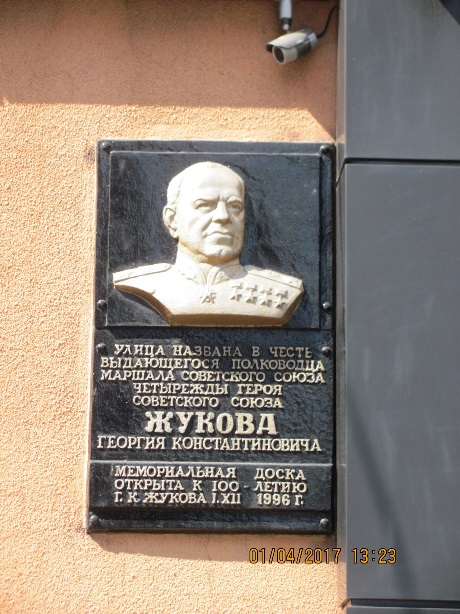 УЛИЦА НАЗВАНА В ЧЕСТЬ
ВЫДАЮЩЕГОСЯ ПОЛКОВОДЦА
МАРШАЛА СОВЕТСКОГО СОЮЗА
ЧЕТЫРЕЖДЫ ГЕРОЯ
СОВЕТСКОГО СОЮЗА
ЖУКОВА
ГЕОРГИЯ КОНСТАНТИНОВИЧА
МЕМОРИАЛЬНАЯ ДОСКА
ОТКРЫТА К 100-ЛЕТИЮ
Г. К. ЖУКОВА 1.XII 1996 Г.
01/04/2017 13:23